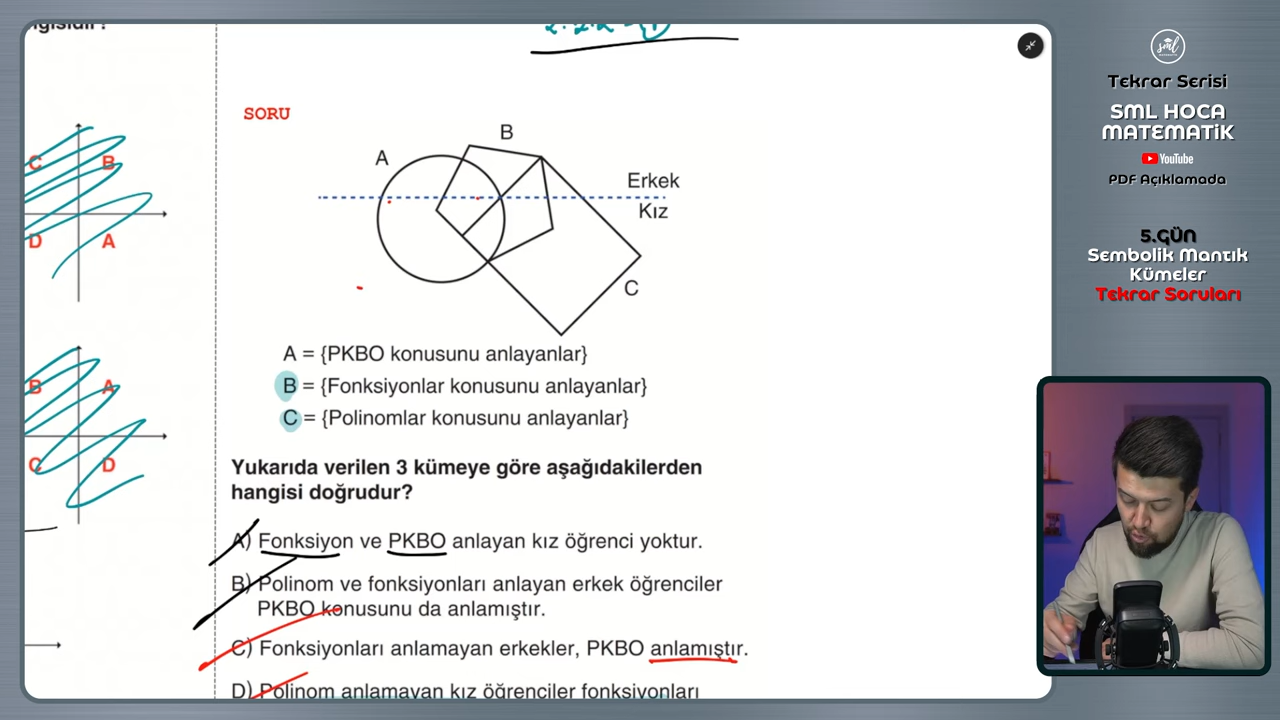 SORU
C
B
D
A
B
A
C
D
A
B
Erkek
Kız
C
A = {PKBO konusunu anlayanlar}
B = {Fonksiyonlar konusunu anlayanlar}
C = {Polinomlar konusunu anlayanlar}
Yukarıda verilen 3 kümeye göre aşağıdakilerden
hangisi doğrudur?
A) Fonksiyon ve PKBO anlayan kız öğrenci yoktur.
B) Polinom ve fonksiyonları anlayan erkek öğrenciler
PKBO konusunu da anlamıştır.
C) Fonksiyonları anlamayan erkekler, PKBO anlamıştır.
D) Polinom anlamayan kız öğrenciler fonksiyonları
sml
Tekrar Serisi
SML HOCA
MATEMATİK
YouTube
PDF Açıklamada
5.GÜN
Sembolik Mantık
Kümeler
Tekrar Soruları